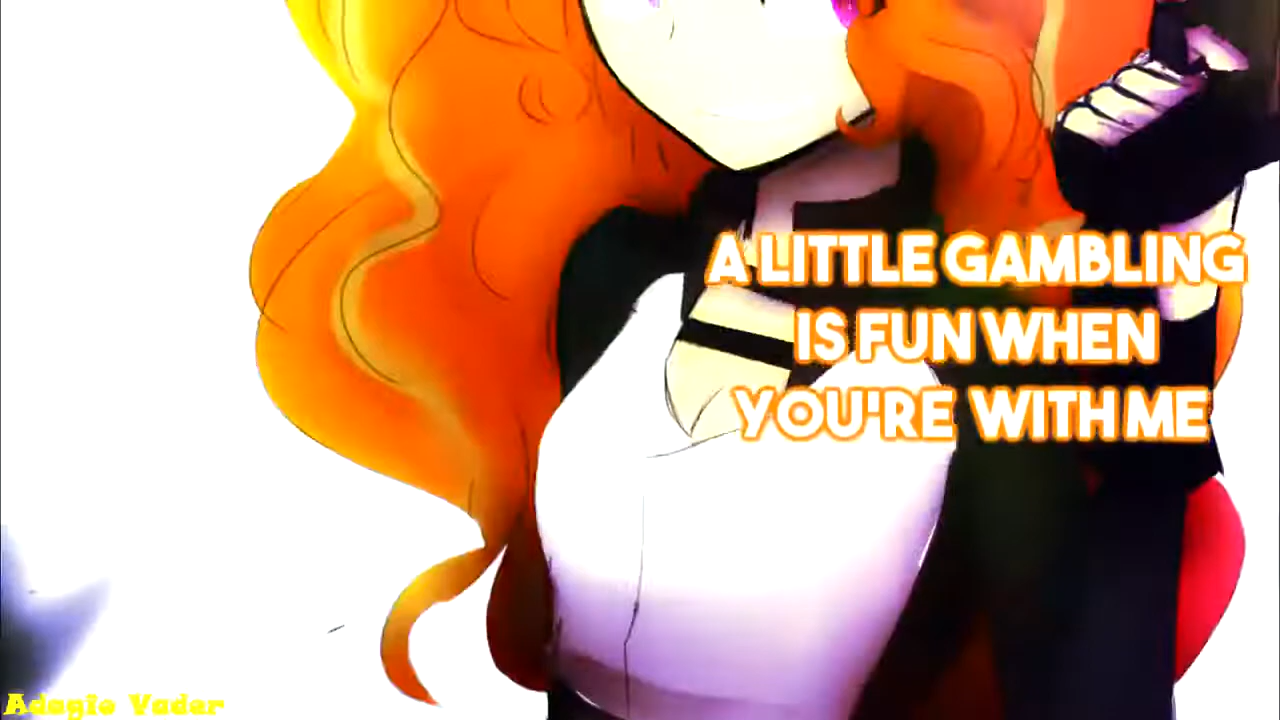 A LITTLE GAMBLING
IS FUN WHEN
YOU'RE WITH ME
Adagio Vader